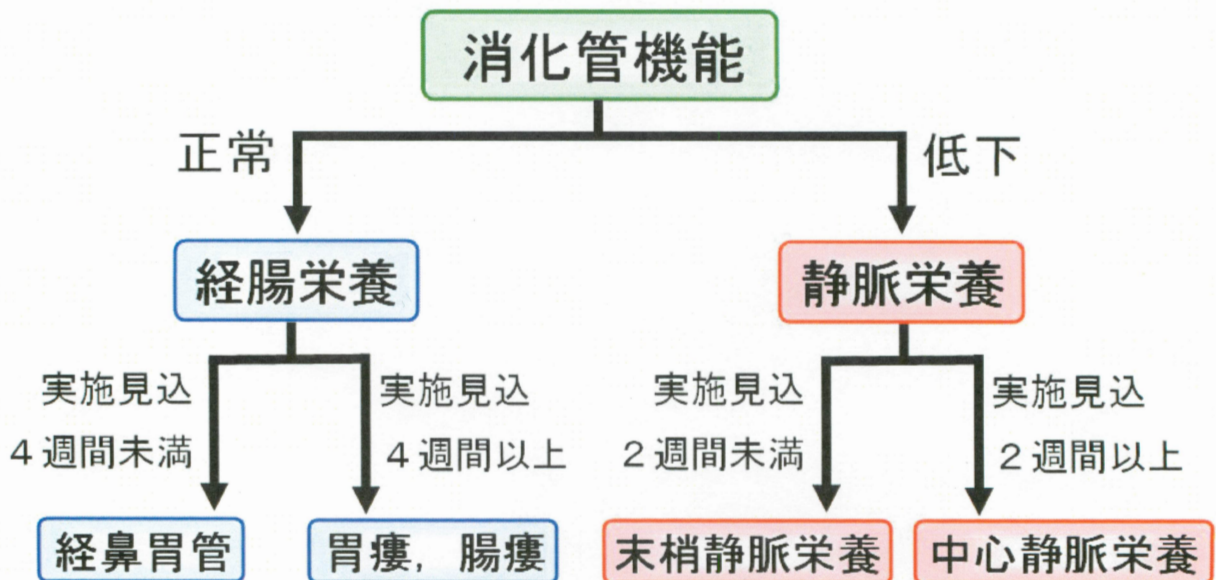 消化管機能
正常
低下
経腸栄養
静脈栄養
実施見込
4週間未満
実施見込
4週間以上
実施見込
2週間未満
実施見込
2週間以上
経鼻胃管
胃瘻，腸瘻
末梢静脈栄養
中心静脈栄養